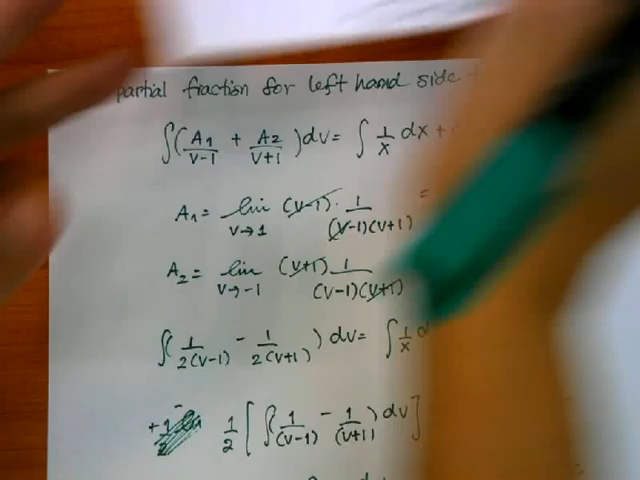 partial fraction for left hand side
∫(A₁/(v-1) + A₂/(v+1))dv = ∫ 1/x dx +
A₁ = lim v→1 (v-1) · 1/((v-1)(v+1)) =
A₂ = lim v→-1 (v+1) 1/((v-1)(v+1))
∫(1/(2(v-1)) - 1/(2(v+1))) dv = ∫ 1/x d
1/2 [∫(1/(v-1) - 1/(v+1)) dv]